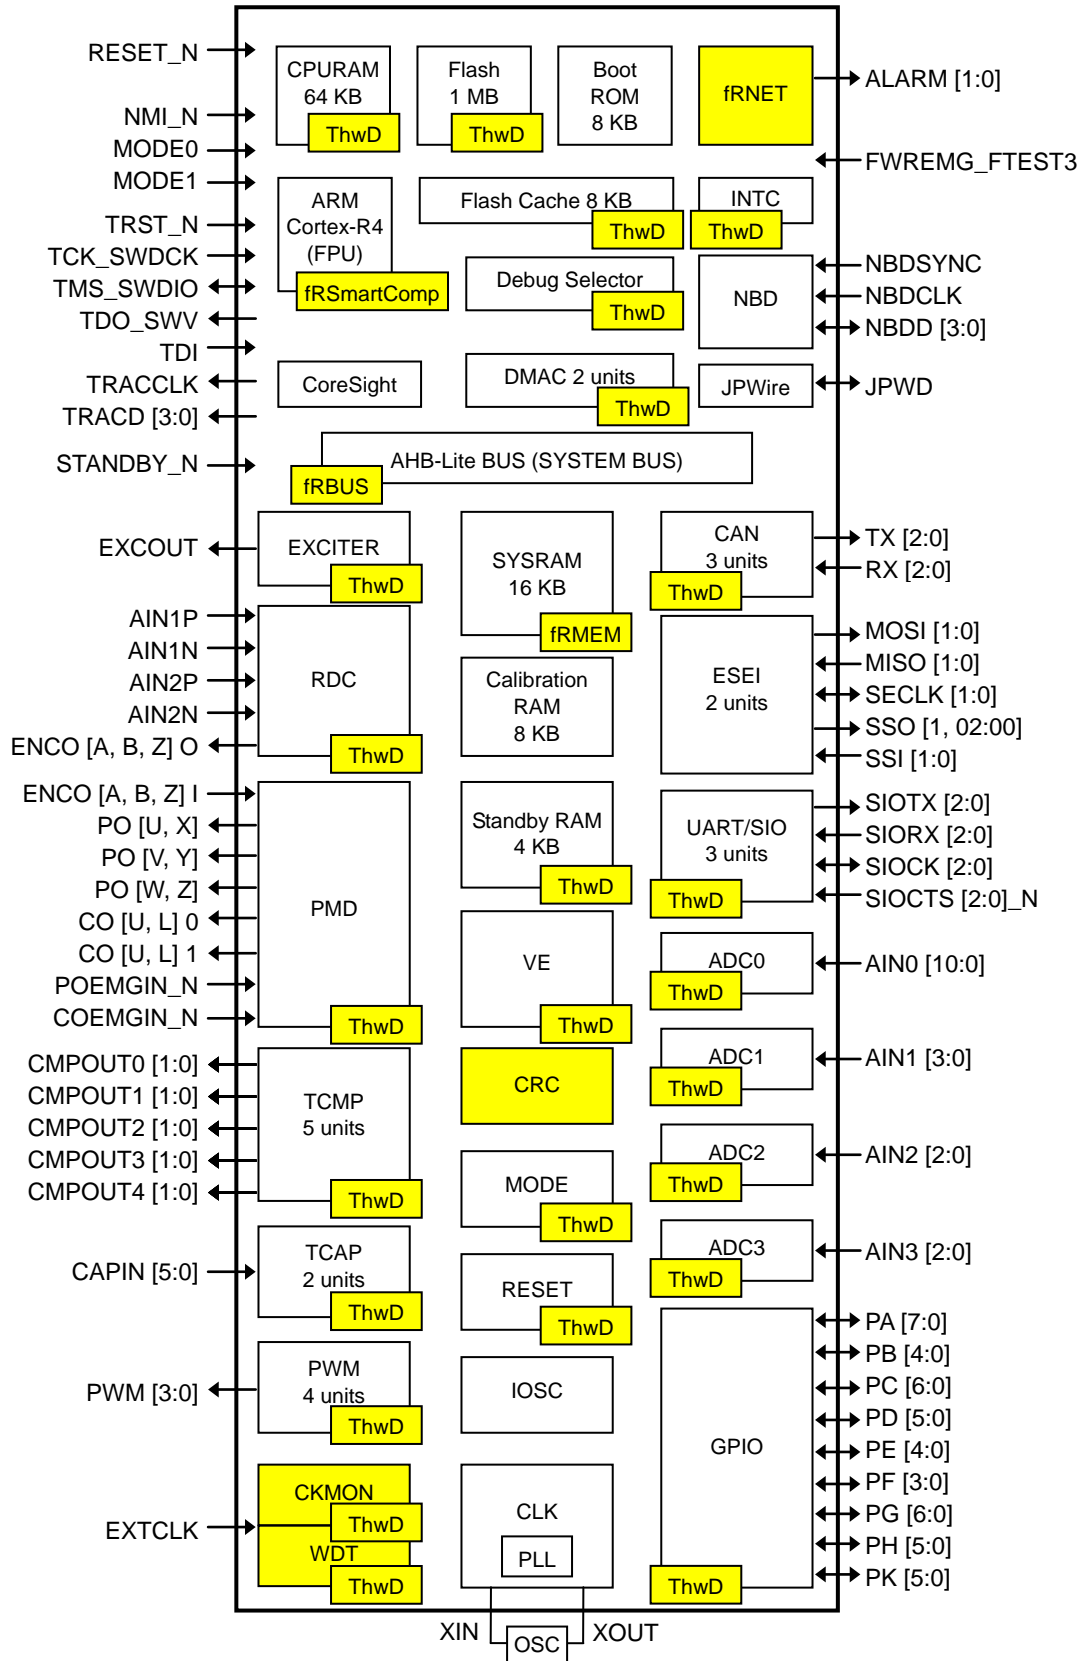 RESET_N
NMI_N
MODE0
MODE1
TRST_N
TCK_SWDCK
TMS_SWDIO
TDO_SWV
TDI
TRACCLK
TRACD [3:0]
STANDBY_N
EXCOUT
AIN1P
AIN1N
AIN2P
AIN2N
ENCO [A, B, Z] O
ENCO [A, B, Z] I
PO [U, X]
PO [V, Y]
PO [W, Z]
CO [U, L] 0
CO [U, L] 1
POEMGIN_N
COEMGIN_N
CMPOUT0 [1:0]
CMPOUT1 [1:0]
CMPOUT2 [1:0]
CMPOUT3 [1:0]
CMPOUT4 [1:0]
CAPIN [5:0]
PWM [3:0]
EXTCLK
CPURAM
64 KB
ThwD
Flash
1 MB
ThwD
Boot
ROM
8 KB
fRNET
ARM
Cortex-R4
(FPU)
fRSmartComp
Flash Cache 8 KB
ThwD
INTC
ThwD
Debug Selector
ThwD
NBD
CoreSight
DMAC 2 units
ThwD
JPWire
AHB-Lite BUS (SYSTEM BUS)
fRBUS
EXCITER
ThwD
RDC
ThwD
PMD
ThwD
TCMP
5 units
ThwD
TCAP
2 units
ThwD
PWM
4 units
ThwD
CKMON
ThwD
WDT
ThwD
SYSRAM
16 KB
fRMEM
Calibration
RAM
8 KB
Standby RAM
4 KB
ThwD
VE
ThwD
CRC
MODE
ThwD
RESET
ThwD
IOSC
CLK
PLL
XIN
OSC
XOUT
CAN
3 units
ThwD
ESEI
2 units
UART/SIO
3 units
ThwD
ADC0
ThwD
ADC1
ThwD
ADC2
ThwD
ADC3
ThwD
GPIO
ThwD
ALARM [1:0]
FWREMG_FTEST3
NBDSYNC
NBDCLK
NBDD [3:0]
JPWD
TX [2:0]
RX [2:0]
MOSI [1:0]
MISO [1:0]
SECLK [1:0]
SSO [1, 02:00]
SSI [1:0]
SIOTX [2:0]
SIORX [2:0]
SIOCK [2:0]
SIOCTS [2:0]_N
AIN0 [10:0]
AIN1 [3:0]
AIN2 [2:0]
AIN3 [2:0]
PA [7:0]
PB [4:0]
PC [6:0]
PD [5:0]
PE [4:0]
PF [3:0]
PG [6:0]
PH [5:0]
PK [5:0]